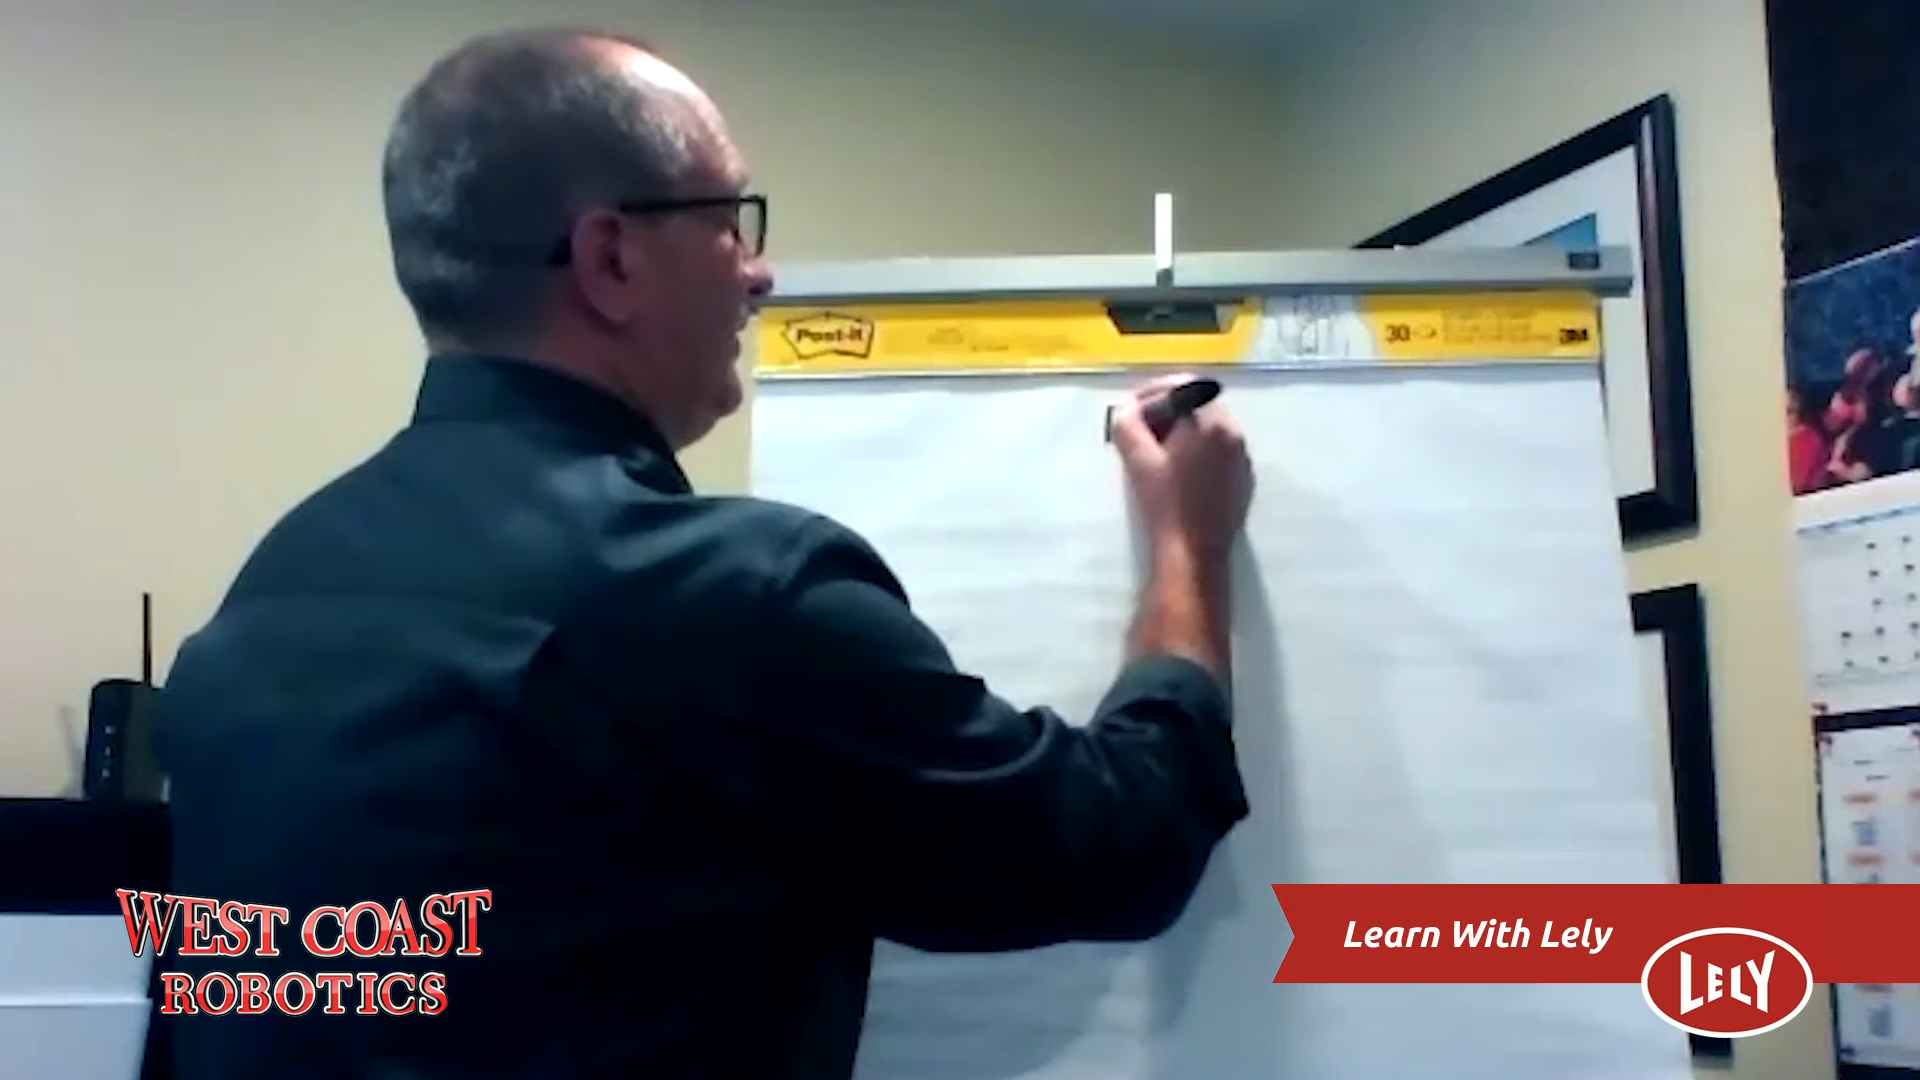 Post-it
30
3M
WEST COAST
ROBOTICS
Learn With Lely
LELY